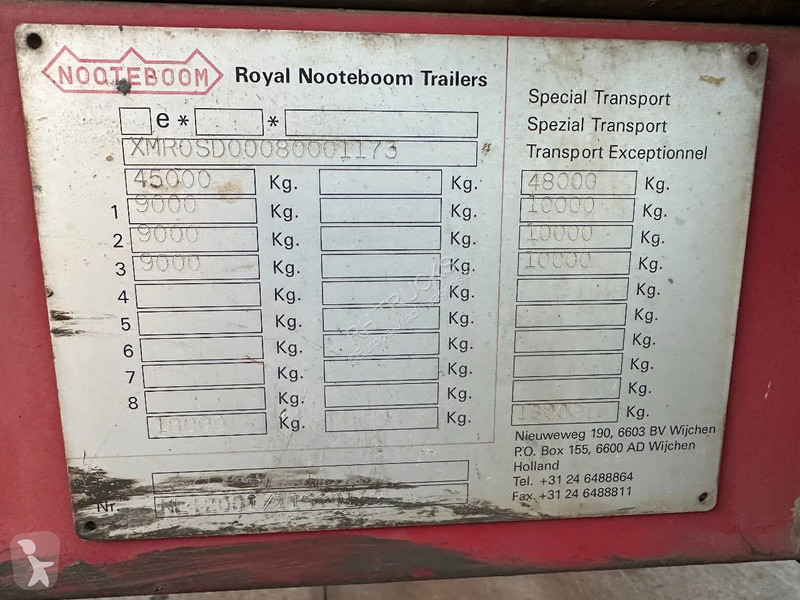 NOOTEBOOM Royal Nooteboom Trailers
Special Transport
e* *
Spezial Transport
XMR0SD00080001173
Transport Exceptionnel
45000 Kg. Kg. 48000 Kg.
1 9000 Kg. Kg. 10000 Kg.
2 9000 Kg. Kg. 10000 Kg.
3 9000 Kg. Kg. 10000 Kg.
4 Kg. Kg. Kg.
5 Kg. Kg. Kg.
6 Kg. Kg. Kg.
7 Kg. Kg. Kg.
8 Kg. Kg. Kg.
18000 Kg. Kg. Kg.
Nieuweweg 190, 6603 BV Wijchen
P.O. Box 155, 6600 AD Wijchen
Holland
Tel. +31 24 6488864
Fax. +31 24 6488811
Nr.